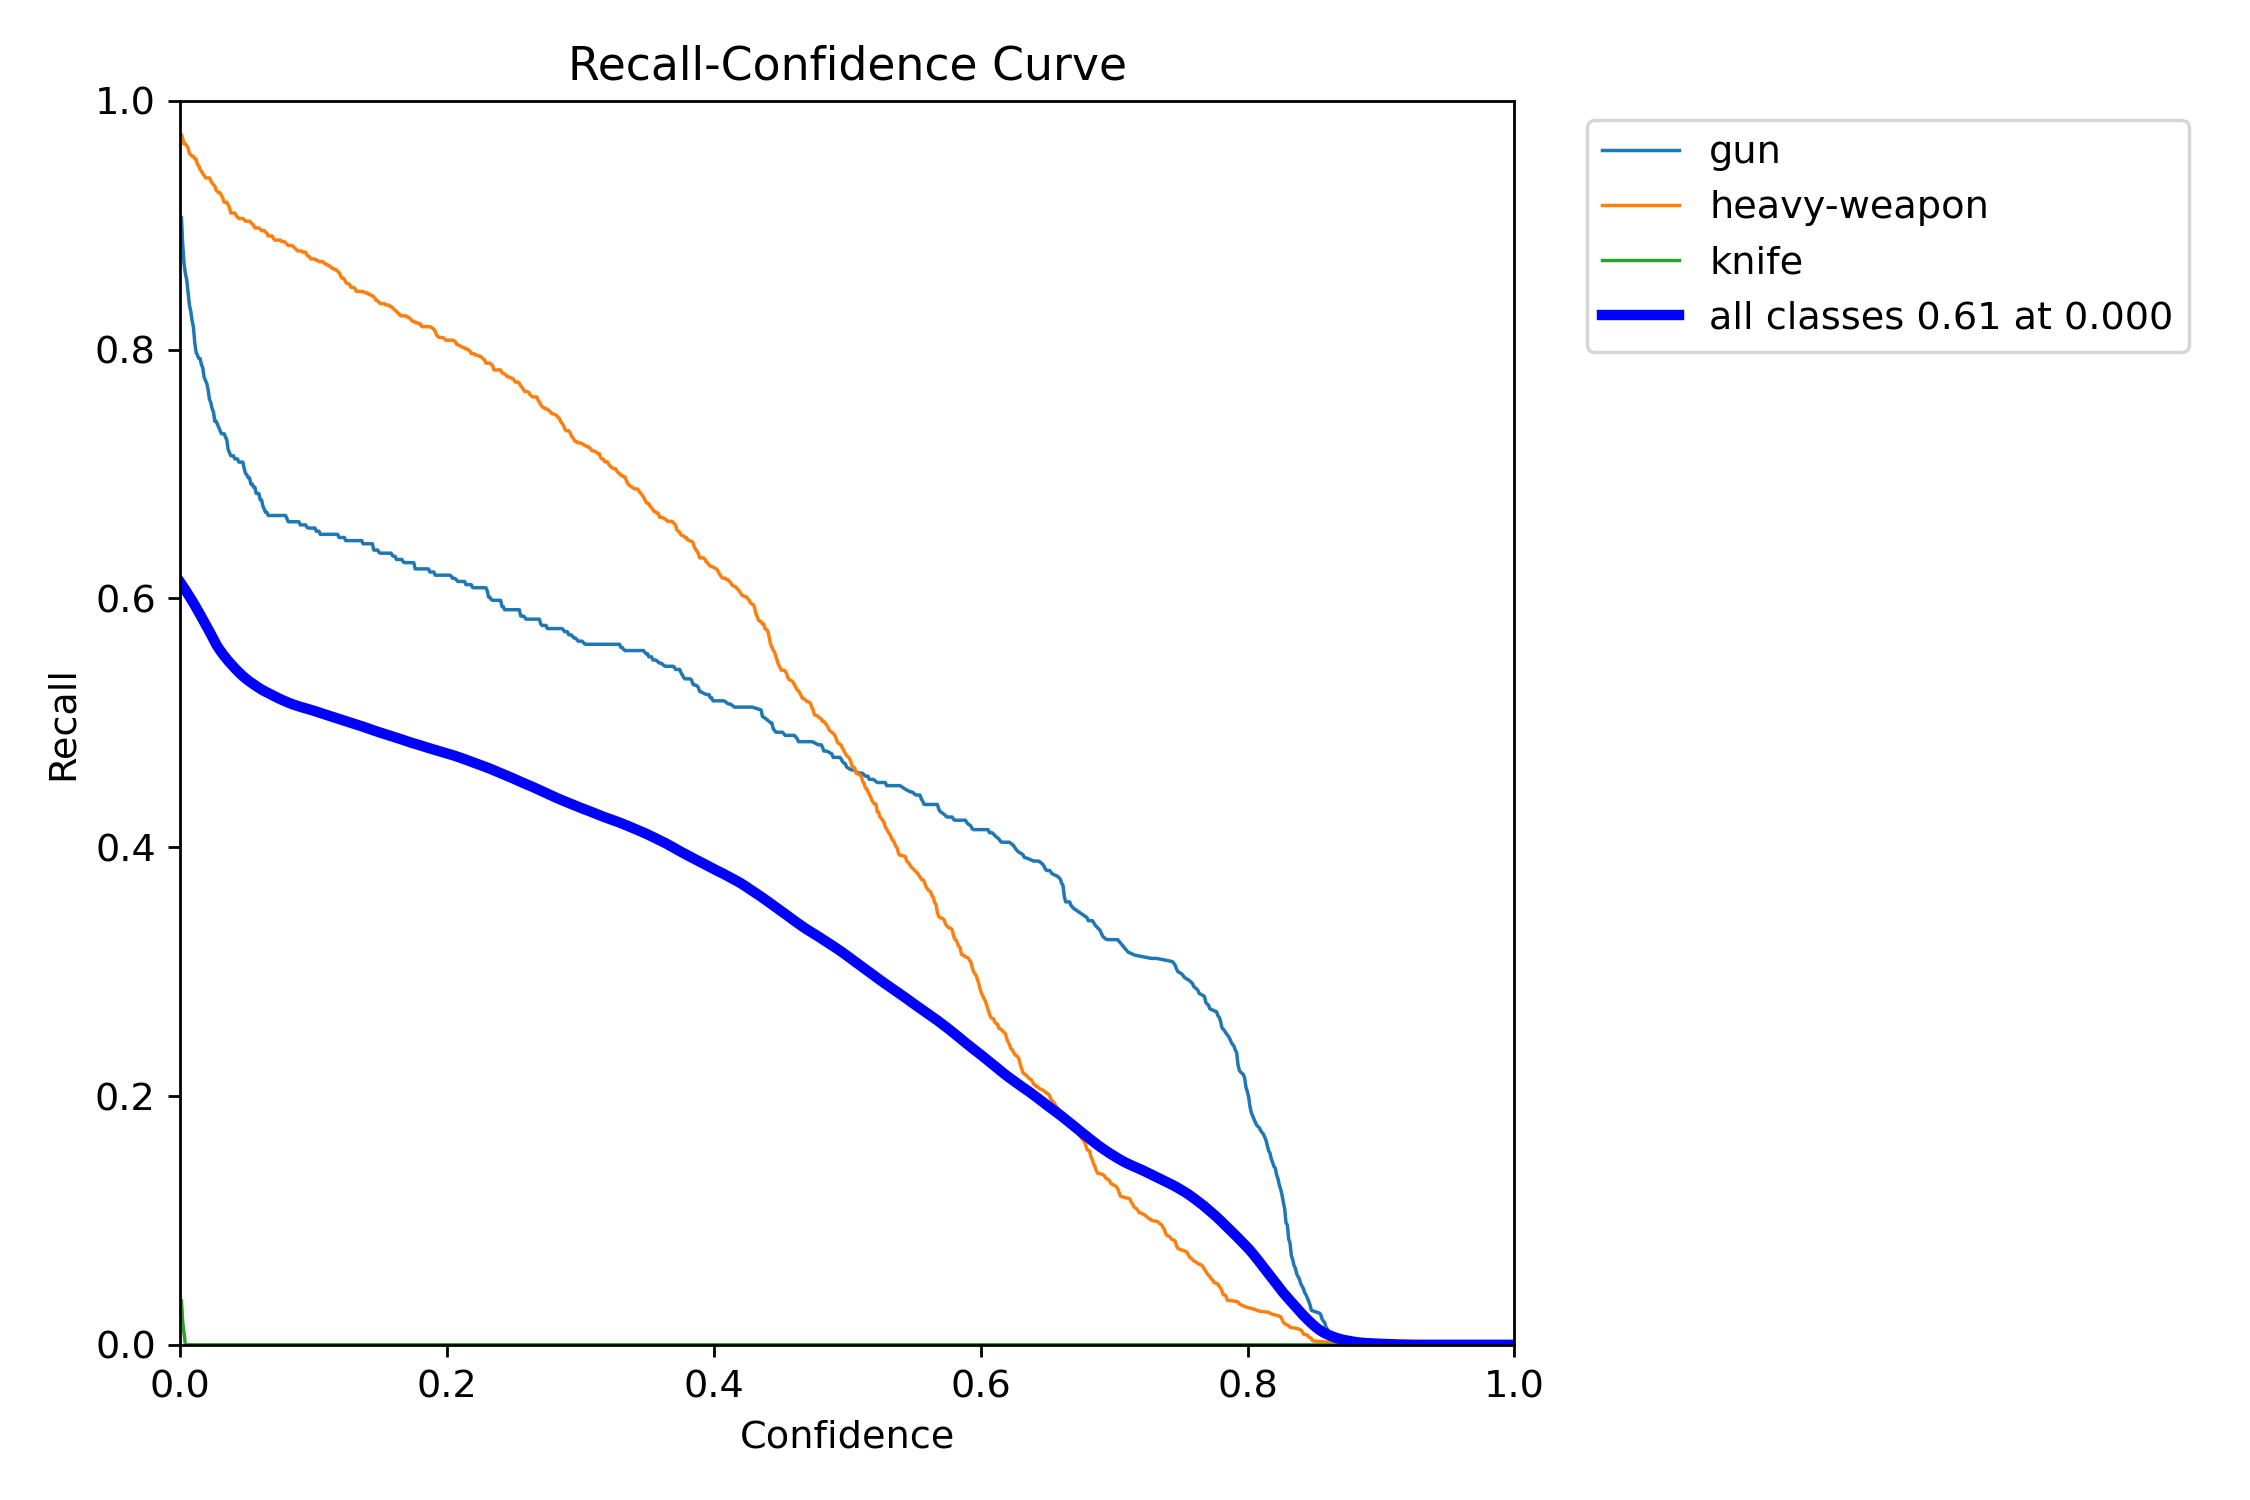 Recall-Confidence Curve
1.0
0.8
0.6
0.4
0.2
0.0
Recall
0.0 0.2 0.4 0.6 0.8 1.0
Confidence
gun
heavy-weapon
knife
all classes 0.61 at 0.000